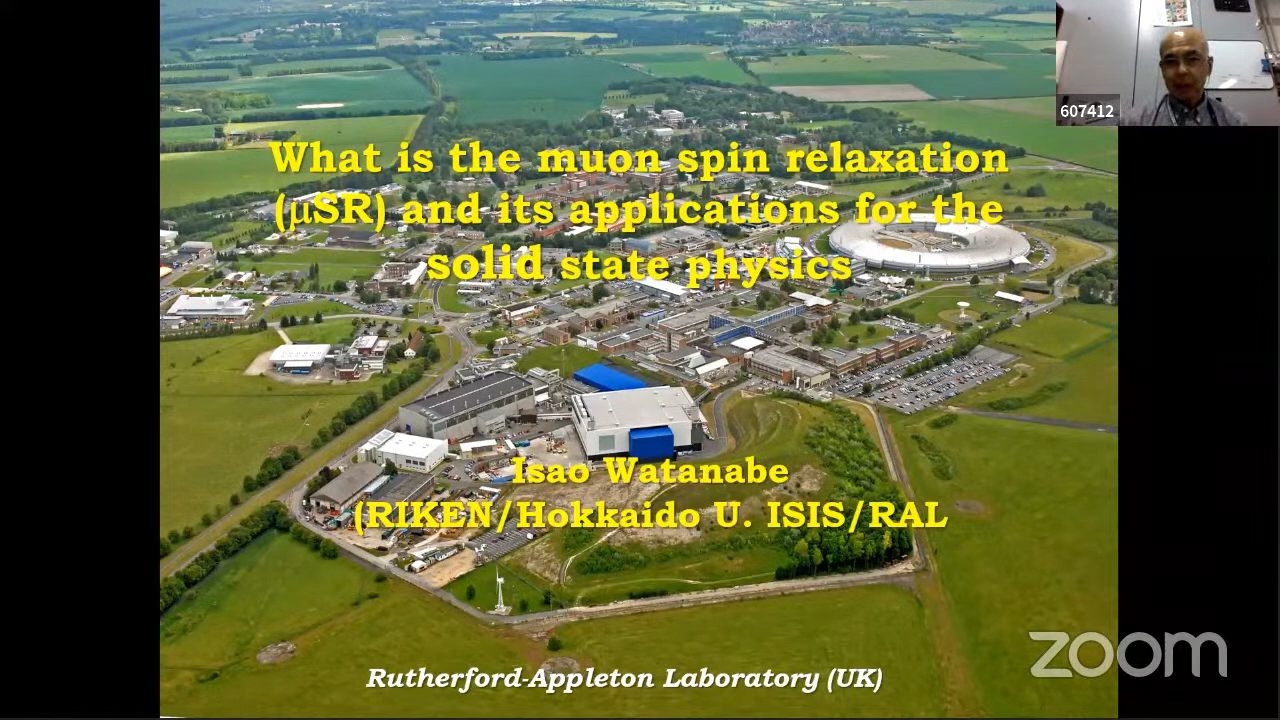 607412
What is the muon spin relaxation
(μSR) and its applications for the
solid state physics
Isao Watanabe
(RIKEN/Hokkaido U. ISIS/RAL
Rutherford-Appleton Laboratory (UK)
zoom